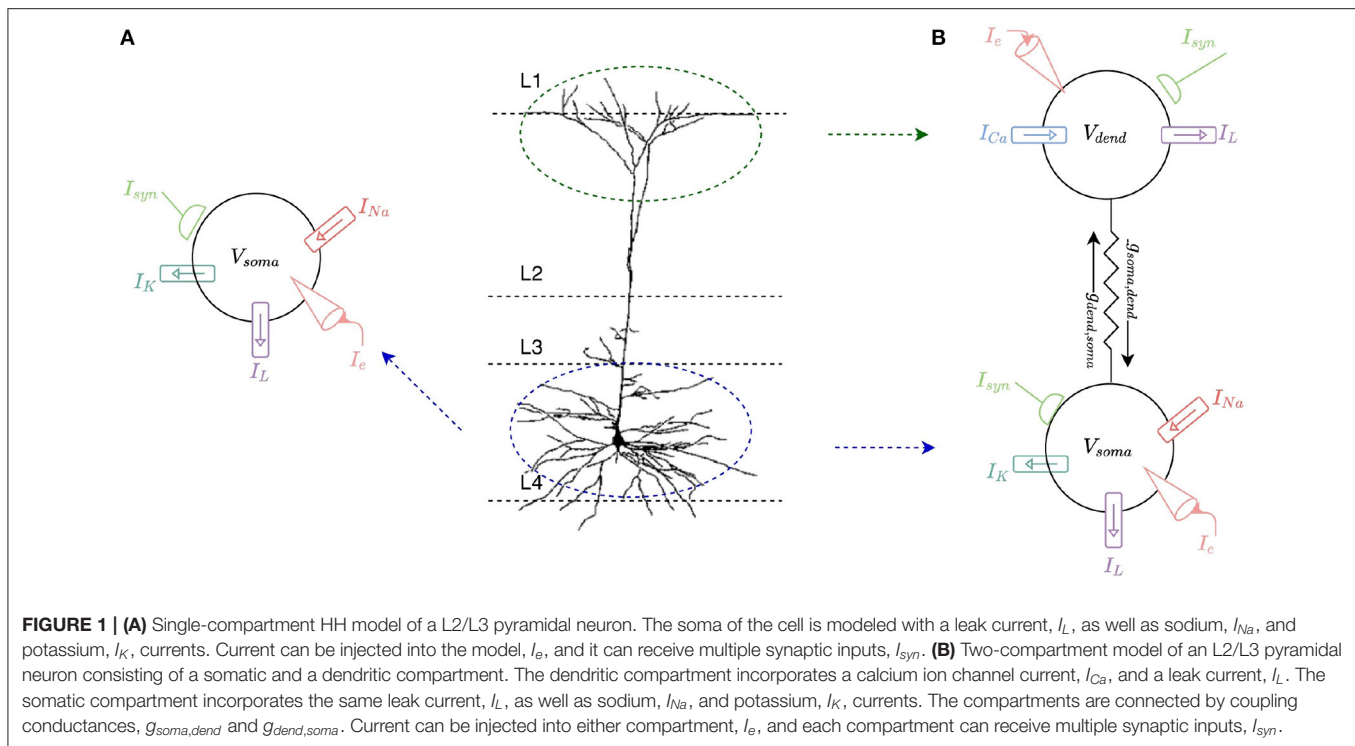 A
B
L1
L2
L3
L4
I_syn
I_Na
V_soma
I_K
I_L
I_e
I_e
I_syn
I_Ca
V_dend
I_L
g_soma,dend
g_dend,soma
I_syn
I_Na
V_soma
I_K
I_L
I_e
FIGURE 1 | (A) Single-compartment HH model of a L2/L3 pyramidal neuron. The soma of the cell is modeled with a leak current, I_L, as well as sodium, I_Na, and
potassium, I_K, currents. Current can be injected into the model, I_e, and it can receive multiple synaptic inputs, I_syn. (B) Two-compartment model of an L2/L3 pyramidal
neuron consisting of a somatic and a dendritic compartment. The dendritic compartment incorporates a calcium ion channel current, I_Ca, and a leak current, I_L. The
somatic compartment incorporates the same leak current, I_L, as well as sodium, I_Na, and potassium, I_K, currents. The compartments are connected by coupling
conductances, g_soma,dend and g_dend,soma. Current can be injected into either compartment, I_e, and each compartment can receive multiple synaptic inputs, I_syn.